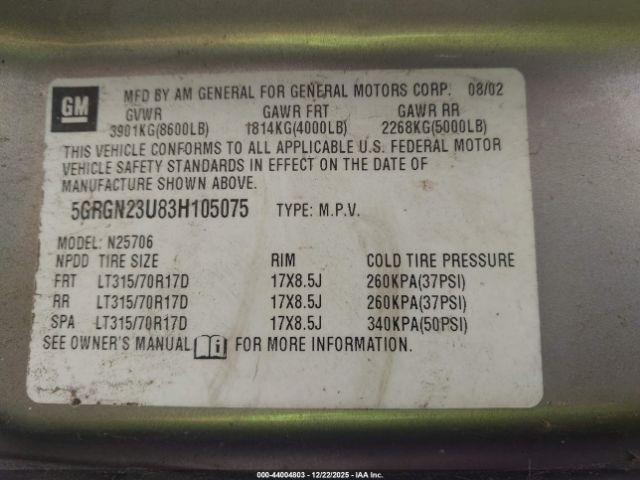 GM
MFD BY AM GENERAL FOR GENERAL MOTORS CORP. 08/02
GVWR GAWR FRT GAWR RR
3901KG(8600LB) 1814KG(4000LB) 2268KG(5000LB)
THIS VEHICLE CONFORMS TO ALL APPLICABLE U.S. FEDERAL MOTOR
VEHICLE SAFETY STANDARDS IN EFFECT ON THE DATE OF
MANUFACTURE SHOWN ABOVE.
5GRGN23U83H105075 TYPE: M.P.V.
MODEL: N25706
NPDD TIRE SIZE RIM COLD TIRE PRESSURE
FRT LT315/70R17D 17X8.5J 260KPA(37PSI)
RR LT315/70R17D 17X8.5J 260KPA(37PSI)
SPA LT315/70R17D 17X8.5J 340KPA(50PSI)
SEE OWNER'S MANUAL i FOR MORE INFORMATION.
000-44004803 - 12/22/2025 - IAA Inc.